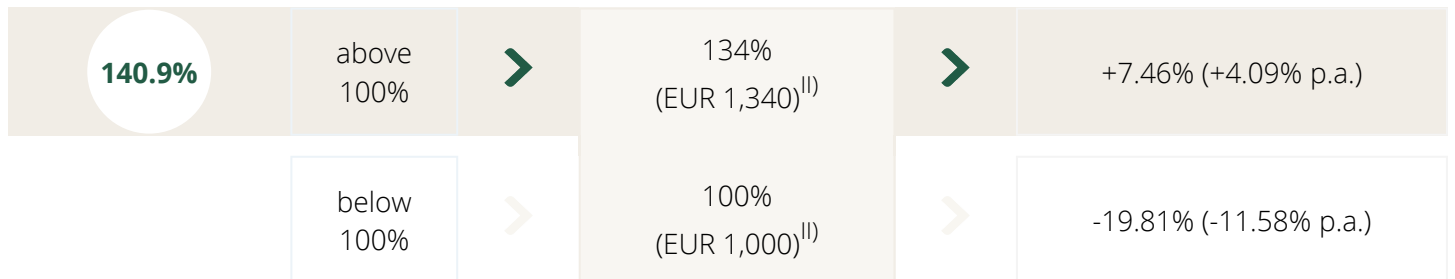 140.9%
above
100%
134%
(EUR 1,340)II)
+7.46% (+4.09% p.a.)
below
100%
100%
(EUR 1,000)II)
-19.81% (-11.58% p.a.)